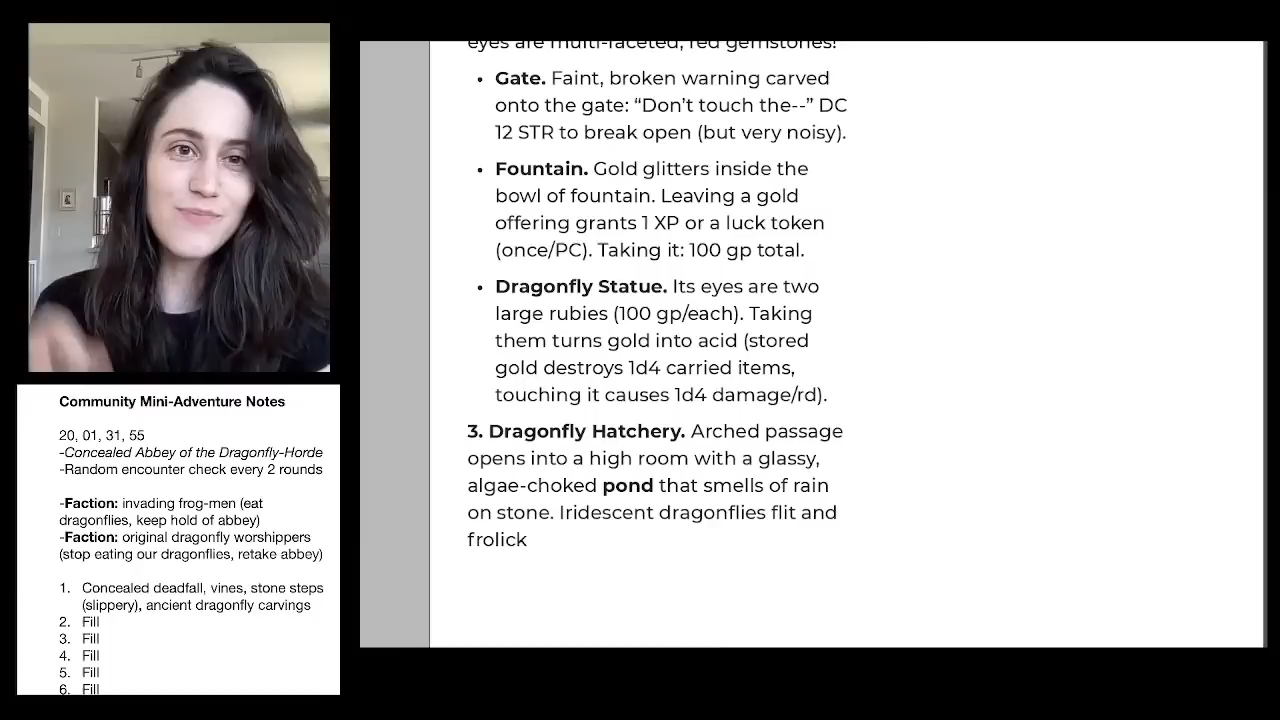 Community Mini-Adventure Notes
20, 01, 31, 55
-Concealed Abbey of the Dragonfly-Horde
-Random encounter check every 2 rounds
-Faction: invading frog-men (eat
dragonflies, keep hold of abbey)
-Faction: original dragonfly worshippers
(stop eating our dragonflies, retake abbey)
1. Concealed deadfall, vines, stone steps
(slippery), ancient dragonfly carvings
2. Fill
3. Fill
4. Fill
5. Fill
6. Fill
eyes are multi-faceted, red gemstones!
• Gate. Faint, broken warning carved
onto the gate: “Don’t touch the--” DC
12 STR to break open (but very noisy).
• Fountain. Gold glitters inside the
bowl of fountain. Leaving a gold
offering grants 1 XP or a luck token
(once/PC). Taking it: 100 gp total.
• Dragonfly Statue. Its eyes are two
large rubies (100 gp/each). Taking
them turns gold into acid (stored
gold destroys 1d4 carried items,
touching it causes 1d4 damage/rd).
3. Dragonfly Hatchery. Arched passage
opens into a high room with a glassy,
algae-choked pond that smells of rain
on stone. Iridescent dragonflies flit and
frolick